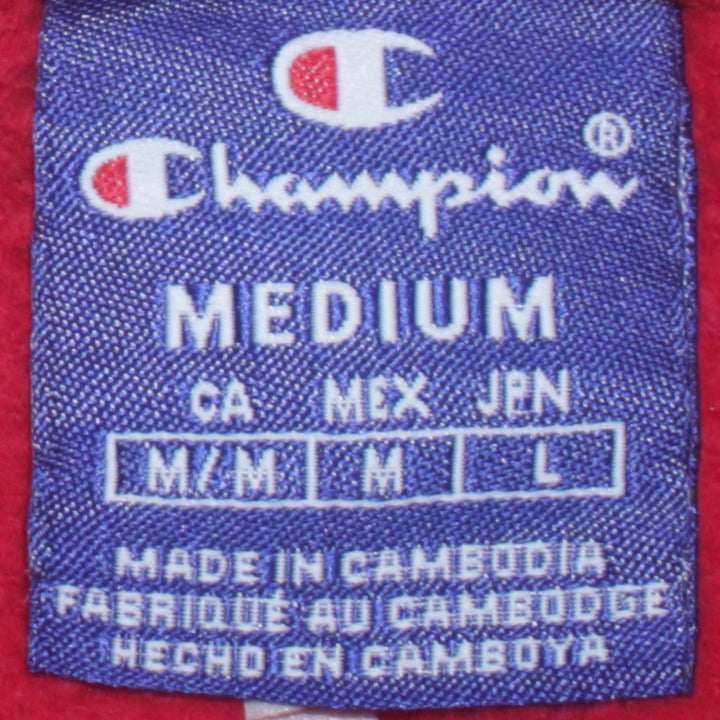 Champion®
MEDIUM
CA MEX JPN
M/M M L
MADE IN CAMBODIA
FABRIQUÉ AU CAMBODGE
HECHO EN CAMBOYA